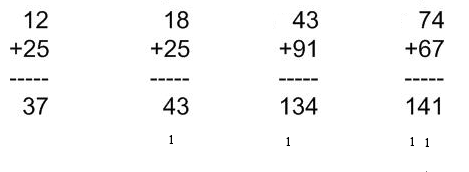 12 18 43 74
+25 +25 +91 +67
----- ----- ----- -----
37 43 134 141
1 1 1 1